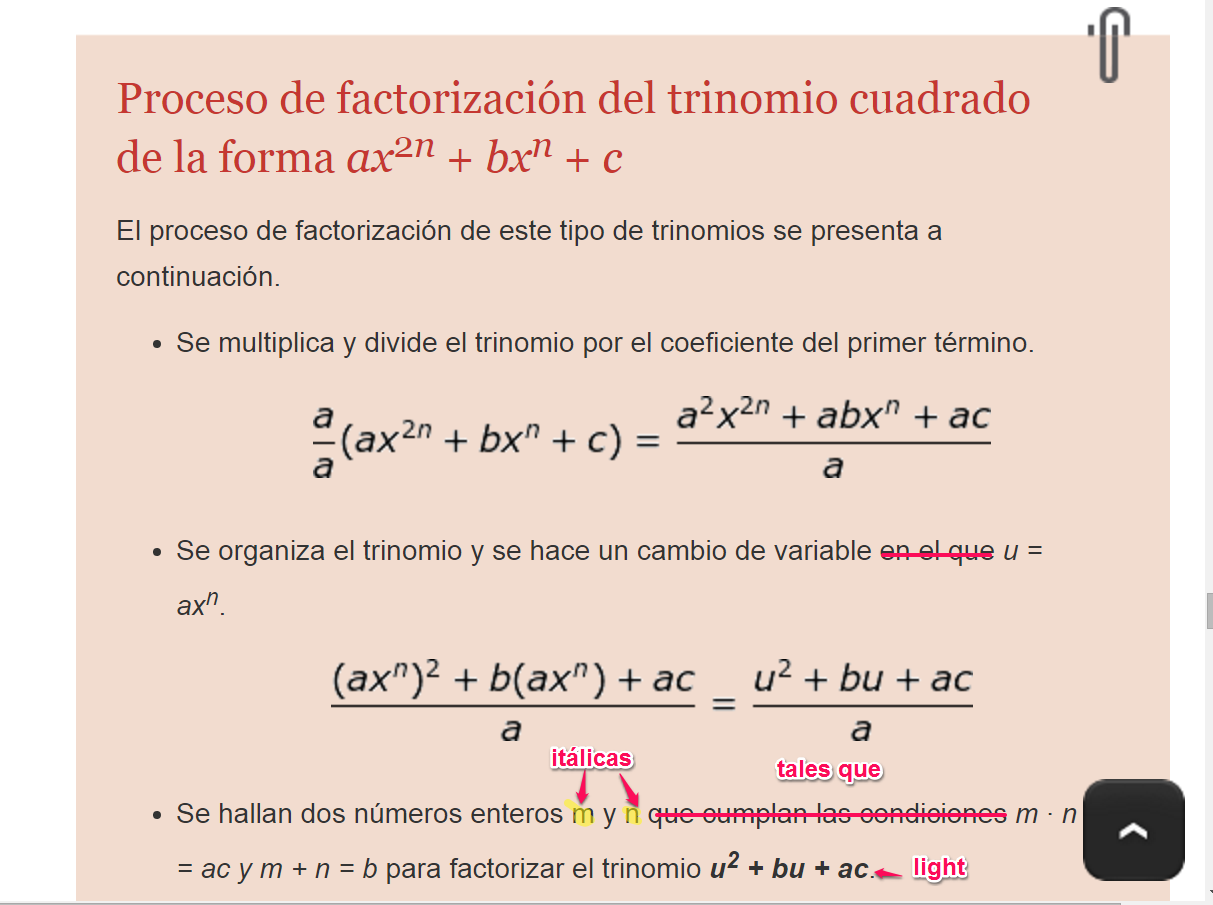 Proceso de factorización del trinomio cuadrado
de la forma ax²ⁿ + bxⁿ + c
El proceso de factorización de este tipo de trinomios se presenta a
continuación.
• Se multiplica y divide el trinomio por el coeficiente del primer término.
a/a (ax²ⁿ + bxⁿ + c) = (a²x²ⁿ + abxⁿ + ac)/a
• Se organiza el trinomio y se hace un cambio de variable en el que u =
axⁿ.
((axⁿ)² + b(axⁿ) + ac)/a = (u² + bu + ac)/a
itálicas
tales que
• Se hallan dos números enteros m y n que cumplan las condiciones m · n
= ac y m + n = b para factorizar el trinomio u² + bu + ac.
light